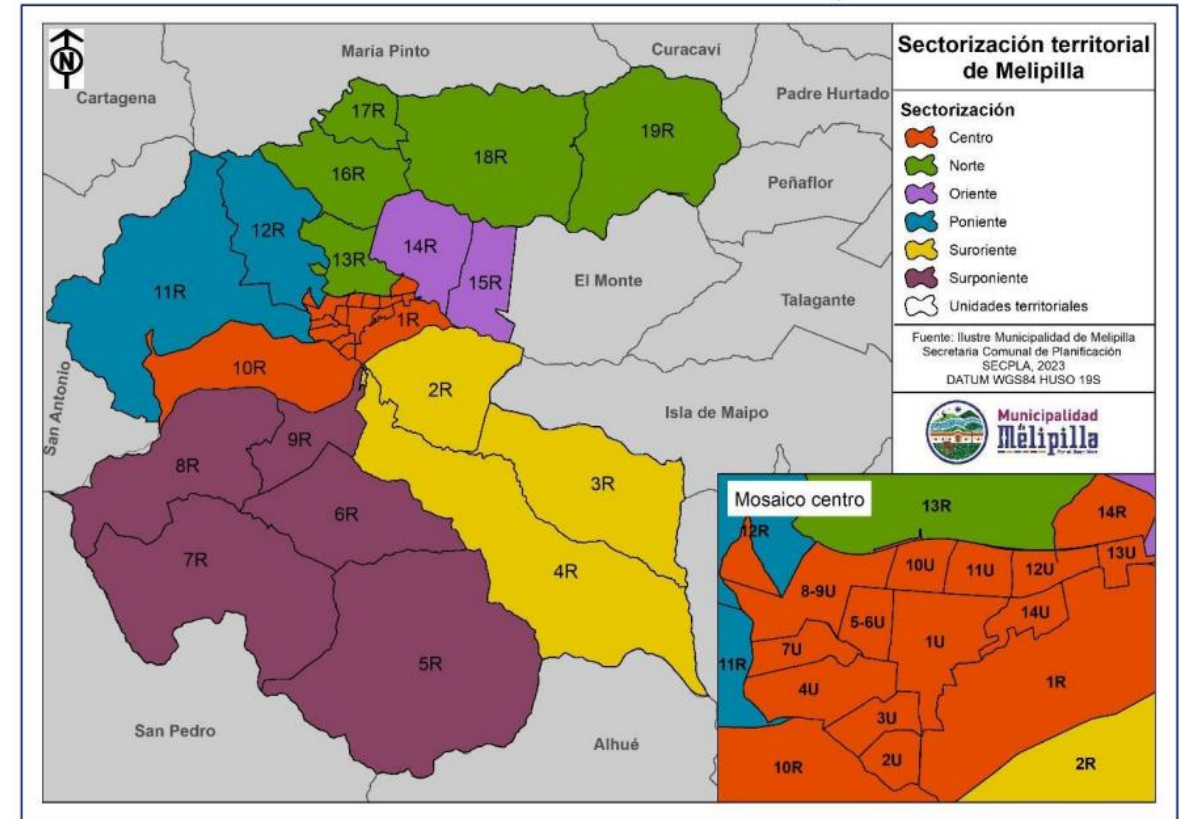 N
Maria Pinto
Curacaví
Cartagena
Padre Hurtado
Peñaflor
El Monte
Talagante
San Antonio
Isla de Maipo
San Pedro
Alhué
17R
19R
18R
16R
12R
14R
13R
15R
11R
1R
10R
2R
9R
8R
3R
6R
7R
4R
5R
Sectorización territorial
de Melipilla
Sectorización
Centro
Norte
Oriente
Poniente
Suroriente
Surponiente
Unidades territoriales
Fuente: Ilustre Municipalidad de Melipilla
Secretaria Comunal de Planificación
SECPLA, 2023
DATUM WGS84 HUSO 19S
Municipalidad
de
Melipilla
Mosaico centro
13R
14R
12R
10U
11U
12U
13U
8-9U
5-6U
14U
1U
7U
11R
4U
1R
3U
2U
10R
2R